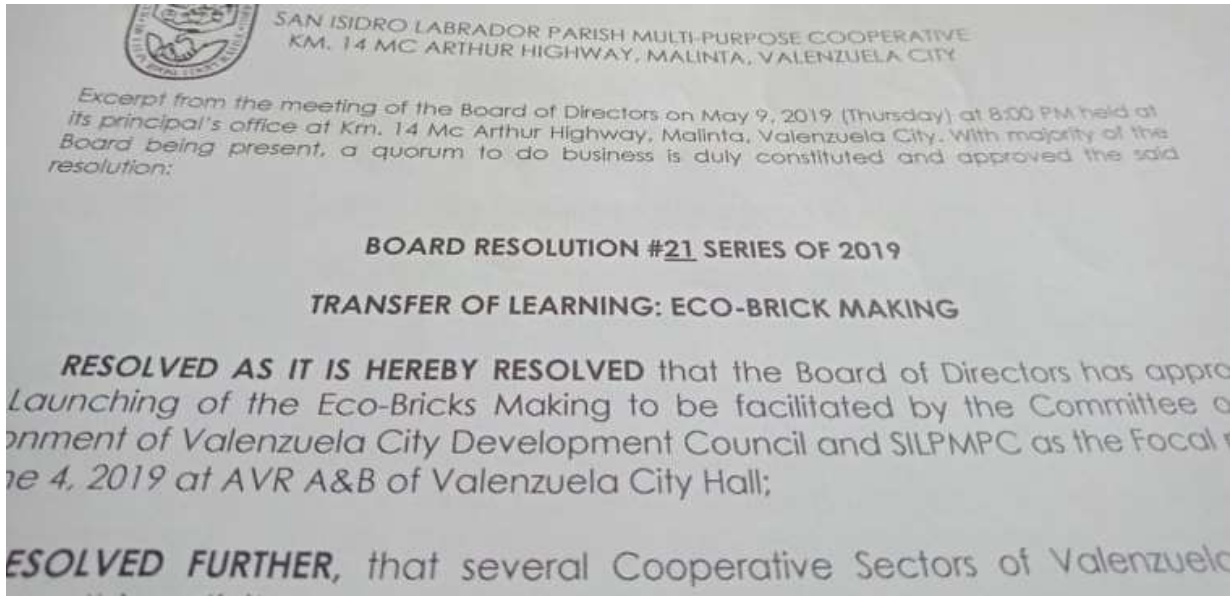 SAN ISIDRO LABRADOR PARISH MULTI-PURPOSE COOPERATIVE
KM. 14 MC ARTHUR HIGHWAY, MALINTA, VALENZUELA CITY
Excerpt from the meeting of the Board of Directors on May 9, 2019 (Thursday) at 8:00 PM held at
its principal's office at Km. 14 Mc Arthur Highway, Malinta, Valenzuela City. With majority of the
Board being present, a quorum to do business is duly constituted and approved the said
resolution:
BOARD RESOLUTION #21 SERIES OF 2019
TRANSFER OF LEARNING: ECO-BRICK MAKING
RESOLVED AS IT IS HEREBY RESOLVED that the Board of Directors has appro
Launching of the Eco-Bricks Making to be facilitated by the Committee o
onment of Valenzuela City Development Council and SILPMPC as the Focal
ne 4, 2019 at AVR A&B of Valenzuela City Hall;
ESOLVED FURTHER, that several Cooperative Sectors of Valenzuela